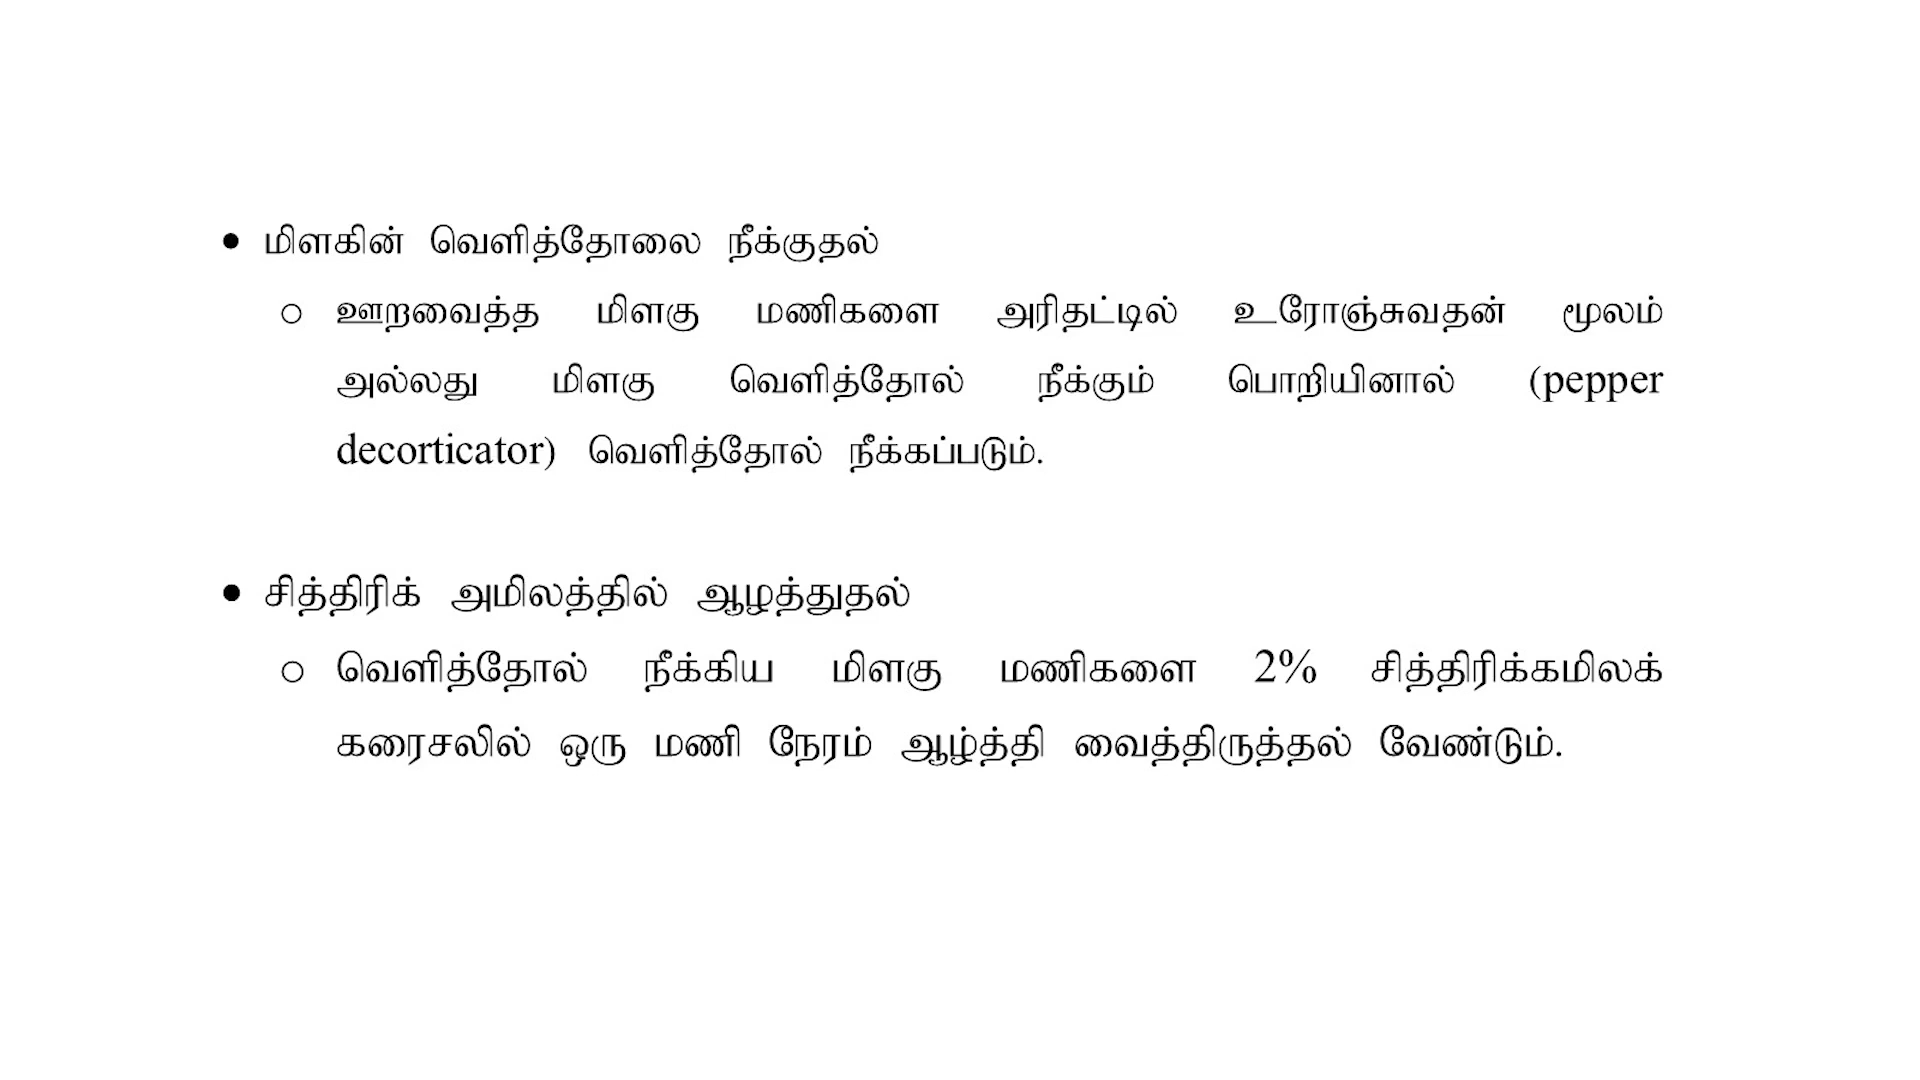 • மிளகின் வெளித்தோலை நீக்குதல்
o ஊறவைத்த மிளகு மணிகளை அரிதட்டில் உரோஞ்சுவதன் மூலம்
அல்லது மிளகு வெளித்தோல் நீக்கும் பொறியினால் (pepper
decorticator) வெளித்தோல் நீக்கப்படும்.
• சித்திரிக் அமிலத்தில் ஆழத்துதல்
o வெளித்தோல் நீக்கிய மிளகு மணிகளை 2% சித்திரிக்கமிலக்
கரைசலில் ஒரு மணி நேரம் ஆழ்த்தி வைத்திருத்தல் வேண்டும்.